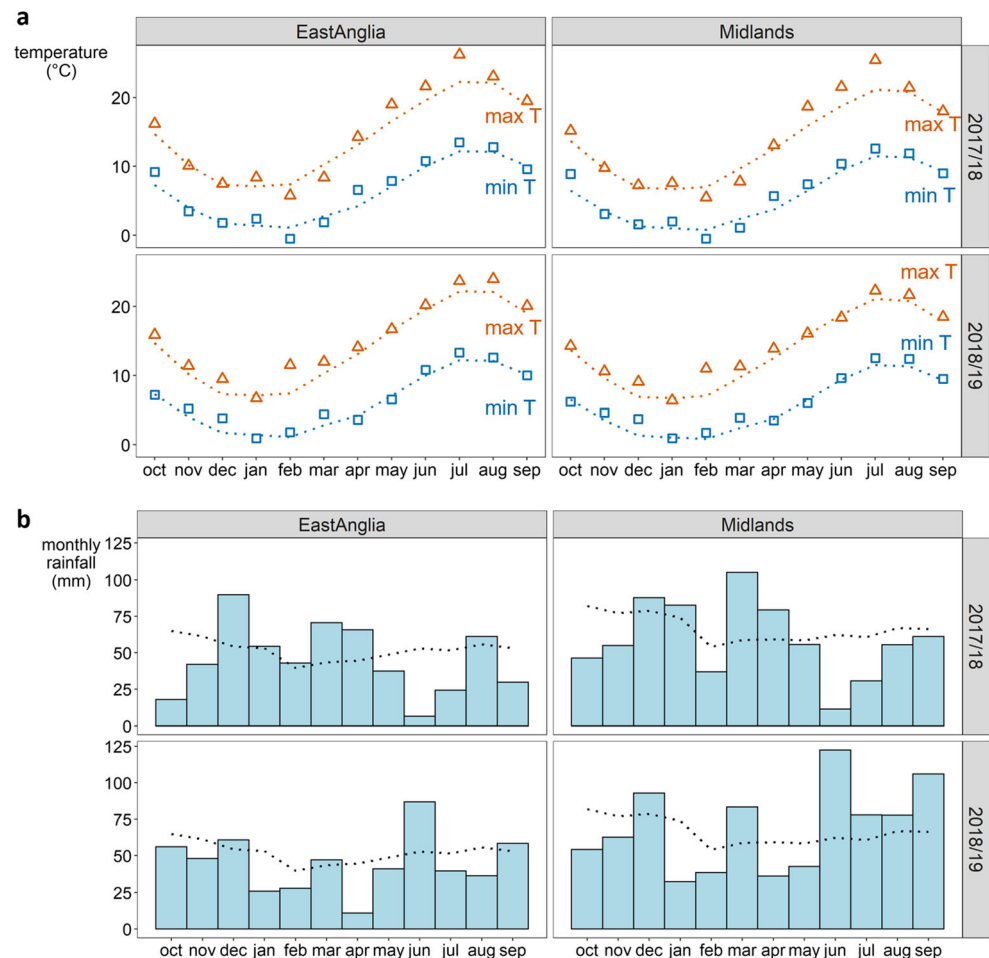 a
temperature
(°C)
EastAnglia
Midlands
20
10
0
max T
min T
max T
min T
2017/18
20
10
0
max T
min T
max T
min T
2018/19
oct nov dec jan feb mar apr may jun jul aug sep
oct nov dec jan feb mar apr may jun jul aug sep
b
monthly
rainfall
(mm)
EastAnglia
Midlands
125
100
75
50
25
0
2017/18
125
100
75
50
25
0
2018/19
oct nov dec jan feb mar apr may jun jul aug sep
oct nov dec jan feb mar apr may jun jul aug sep